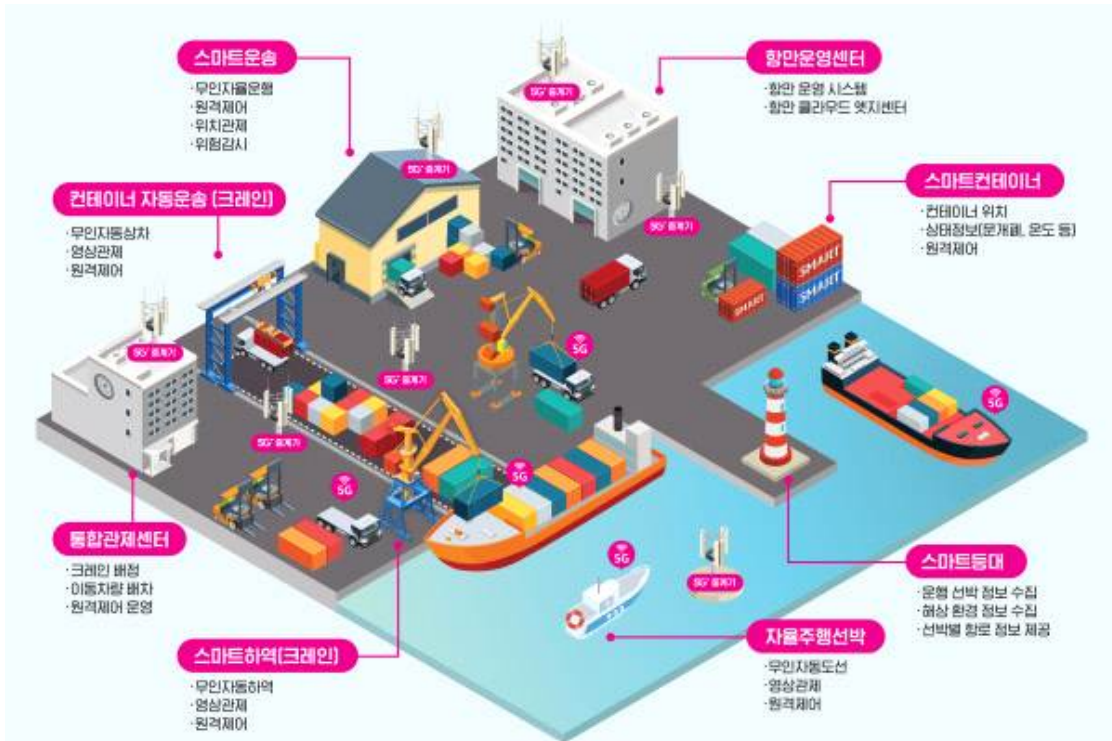 스마트운송
·무인자율운행
·원격제어
·위치관제
·위험감시
항만운영센터
·항만 운영 시스템
·항만 클라우드 엣지센터
5G⁺ 중계기
5G⁺ 중계기
5G⁺ 중계기
컨테이너 자동운송 (크레인)
·무인자동상차
·영상관제
·원격제어
스마트컨테이너
·컨테이너 위치
·상태정보(문개폐, 온도 등)
·원격제어
SMART
SMART
SMART
SMART
5G⁺ 중계기
5G⁺ 중계기
5G
5G⁺ 중계기
5G
5G
5G
통합관제센터
·크레인 배정
·이동차량 배차
·원격제어 운영
5G
5G⁺ 중계기
스마트등대
·운행 선박 정보 수집
·해상 환경 정보 수집
·선박별 항로 정보 제공
스마트하역(크레인)
·무인자동하역
·영상관제
·원격제어
자율주행선박
·무인자동도선
·영상관제
·원격제어